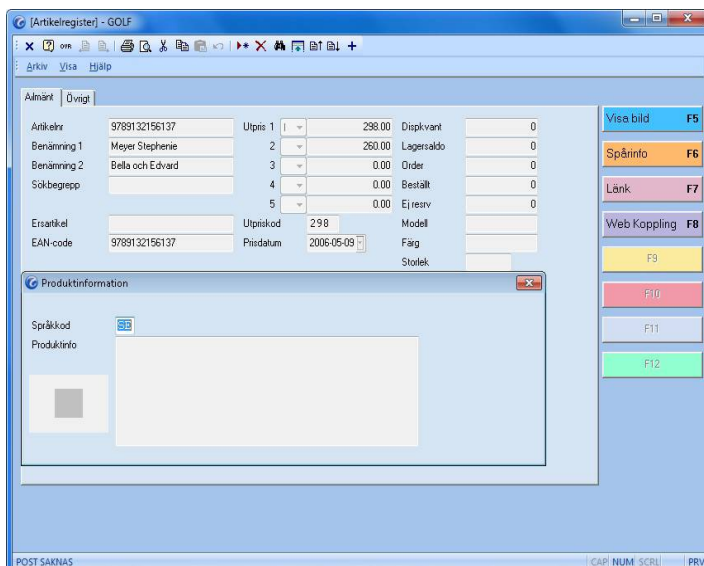 [Artikelregister] - GOLF
OVR
Arkiv Visa Hjälp
Allmänt Övrigt
Artikelnr 9789132156137 Utpris 1 298.00 Dispkvant 0
Benämning 1 Meyer Stephenie 2 260.00 Lagersaldo 0
Benämning 2 Bella och Edvard 3 0.00 Order 0
Sökbegrepp 4 0.00 Beställt 0
5 0.00 Ej resrv 0
Ersartikel Utpriskod 298 Modell
EAN-code 9789132156137 Prisdatum 2006-05-09 Färg
Storlek
Visa bild F5
Spårinfo F6
Länk F7
Web Koppling F8
F9
F10
F11
F12
Produktinformation
Språkkod SE
Produktinfo
POST SAKNAS CAP NUM SCRL PRV